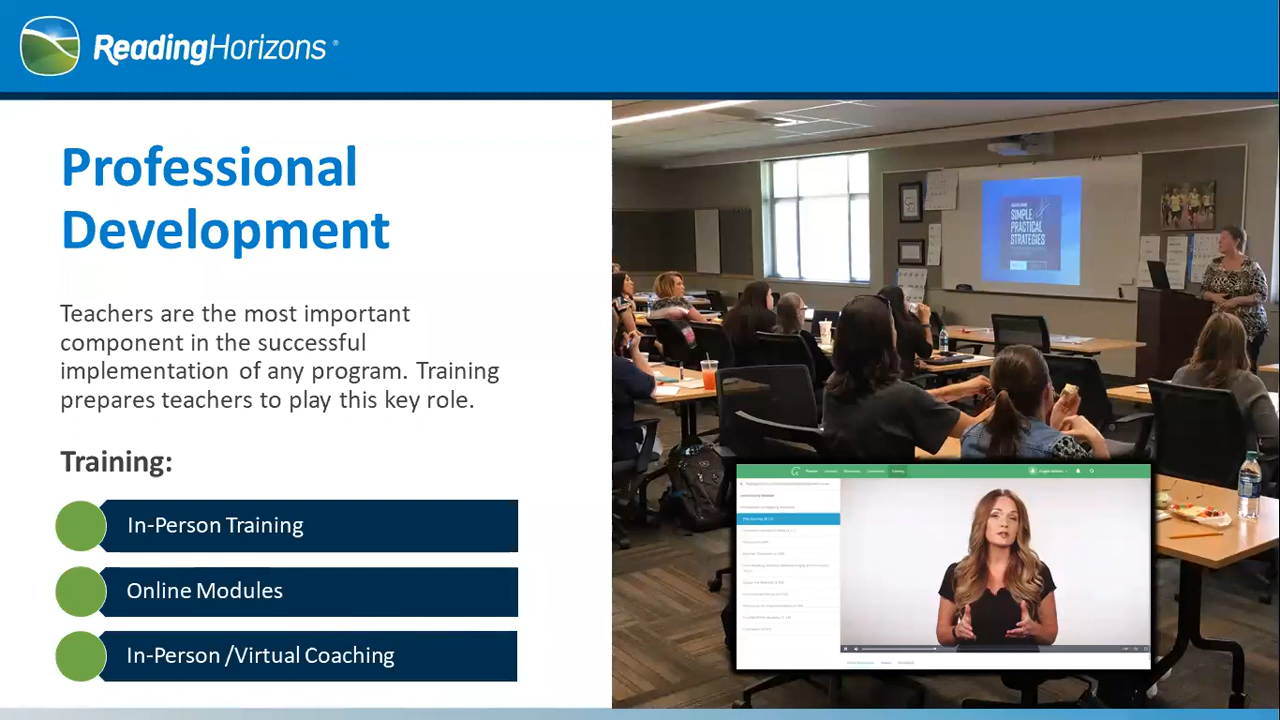 ReadingHorizons
Professional
Development
Teachers are the most important
component in the successful
implementation of any program. Training
prepares teachers to play this key role.
Training:
In-Person Training
Online Modules
In-Person /Virtual Coaching
SIMPLE
PRACTICAL
STRATEGIES